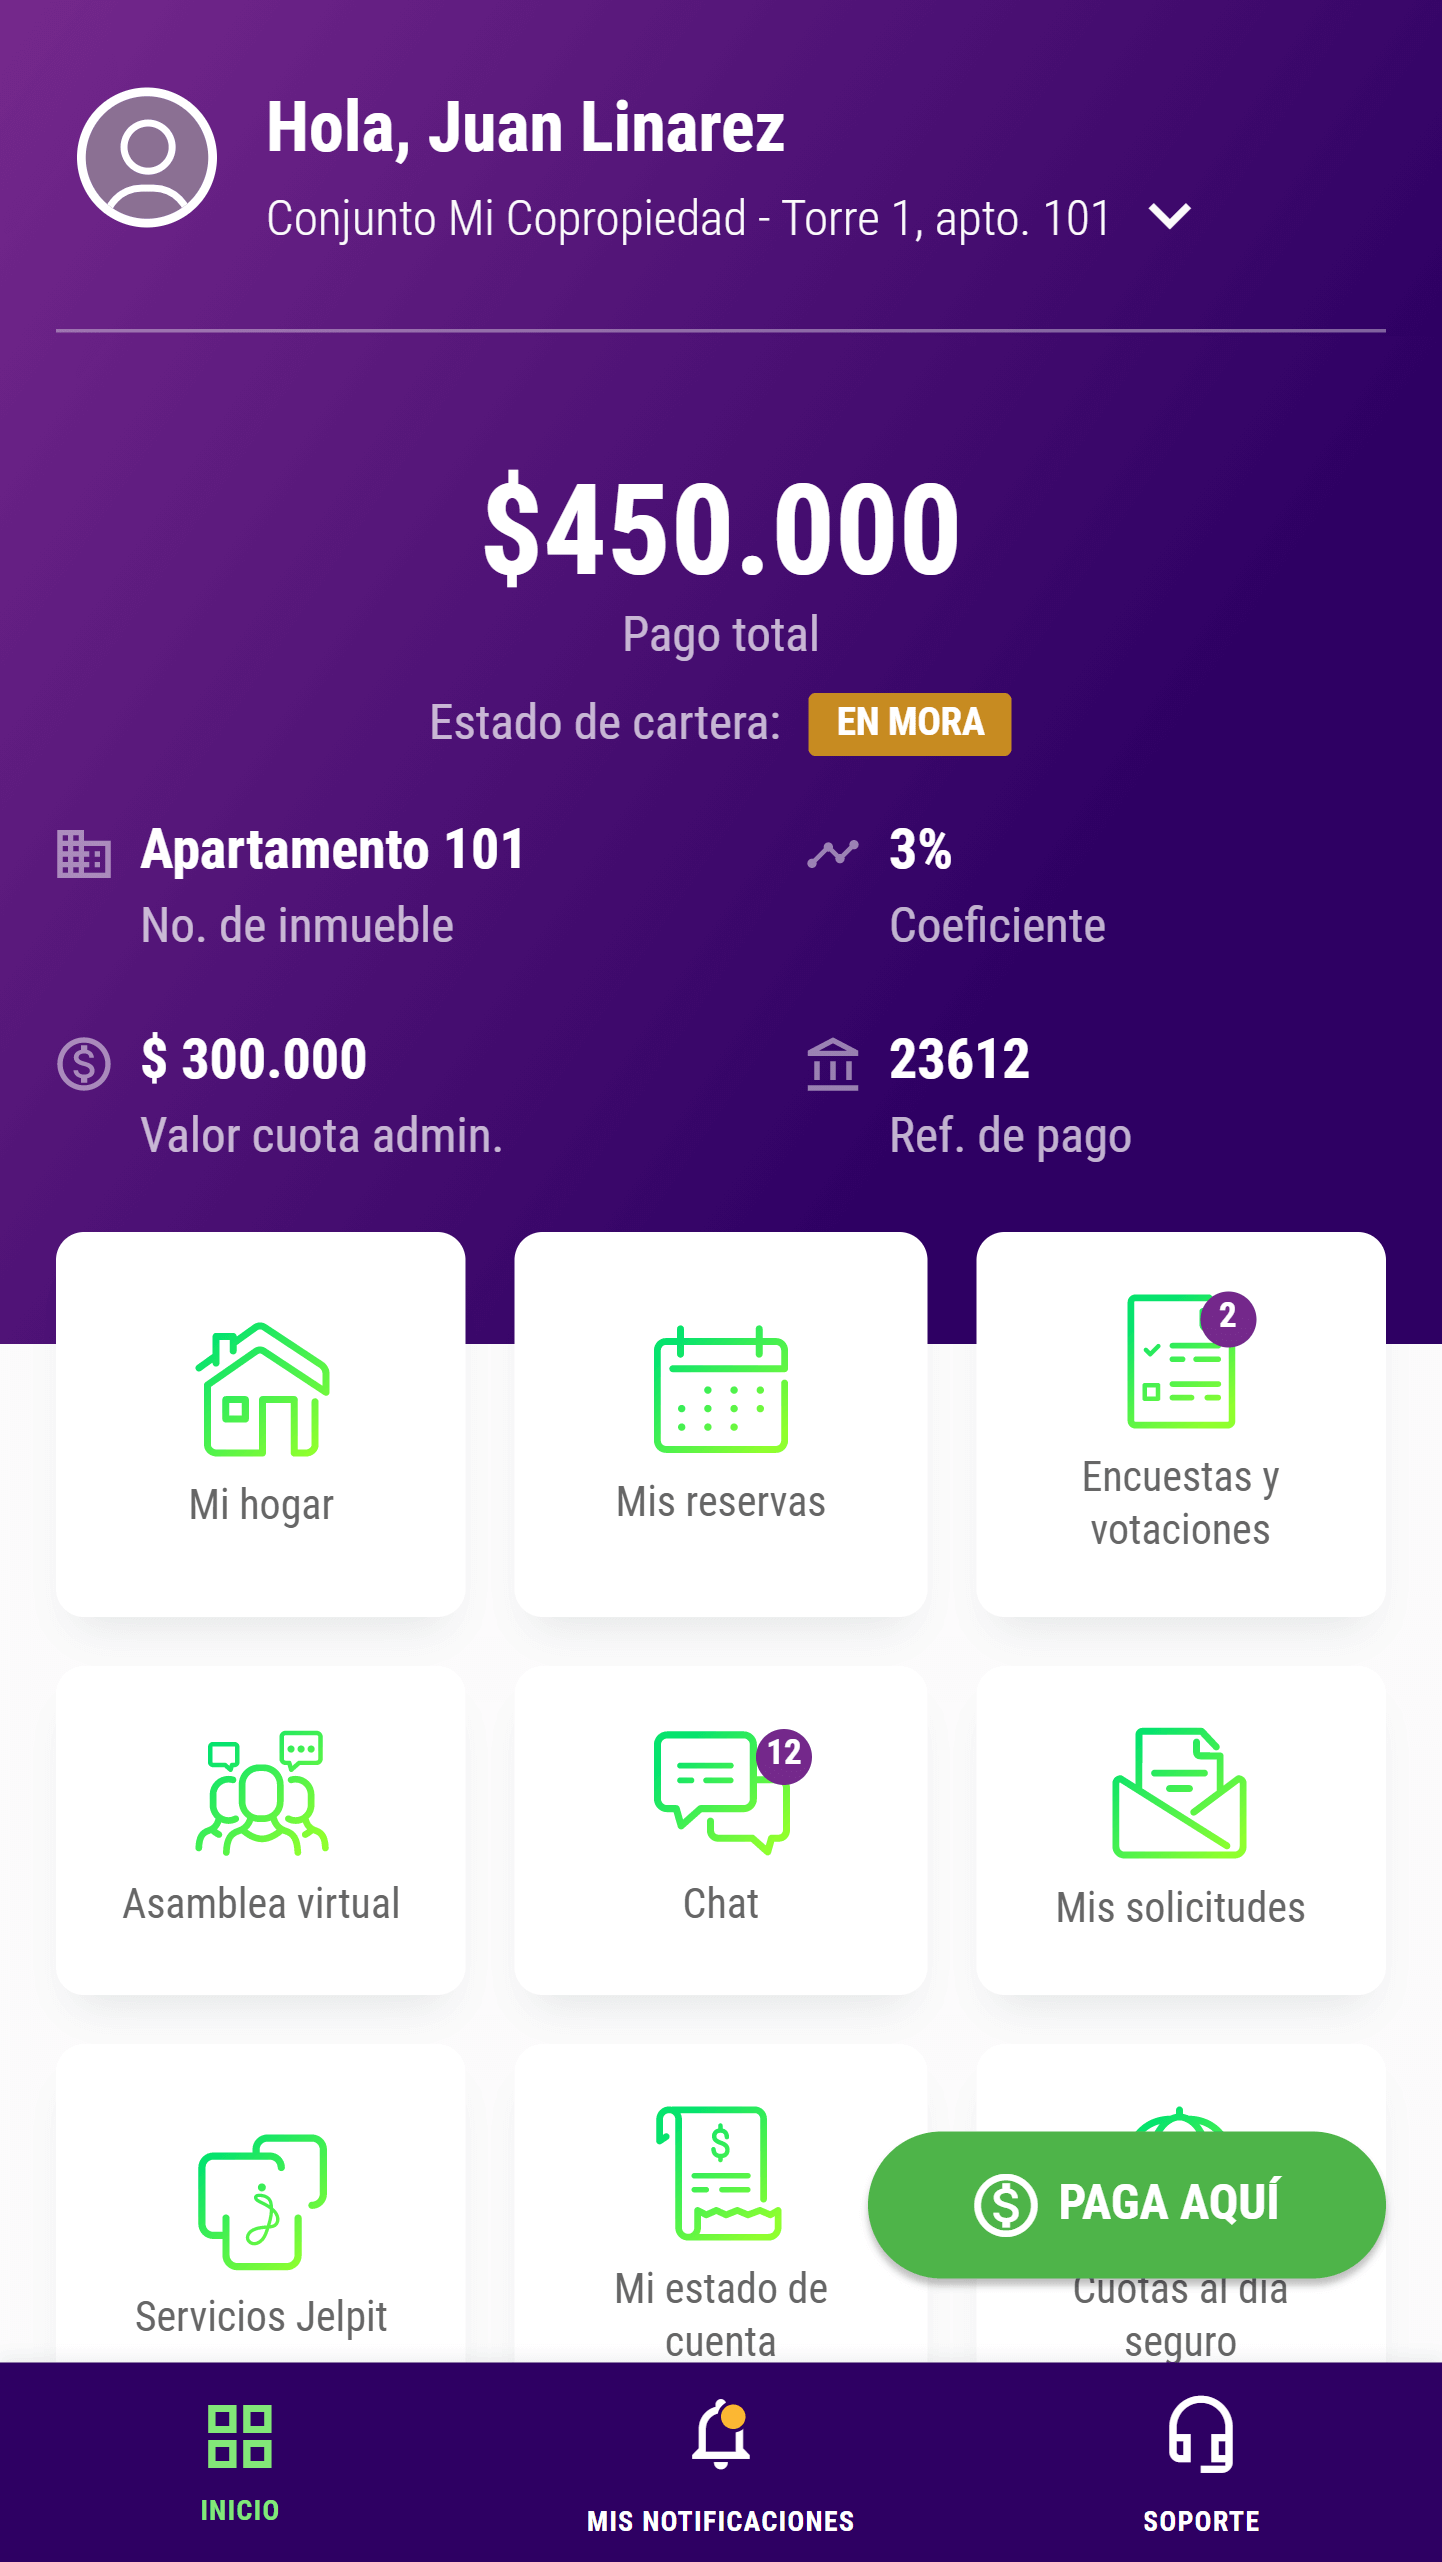 Hola, Juan Linarez
Conjunto Mi Copropiedad - Torre 1, apto. 101
$450.000
Pago total
Estado de cartera: EN MORA
Apartamento 101
No. de inmueble
3%
Coeficiente
$ 300.000
Valor cuota admin.
23612
Ref. de pago
Mi hogar
Mis reservas
2
Encuestas y
votaciones
Asamblea virtual
12
Chat
Mis solicitudes
Servicios Jelpit
$
Mi estado de
cuenta
PAGA AQUÍ
Cuotas al día
seguro
INICIO
MIS NOTIFICACIONES
SOPORTE